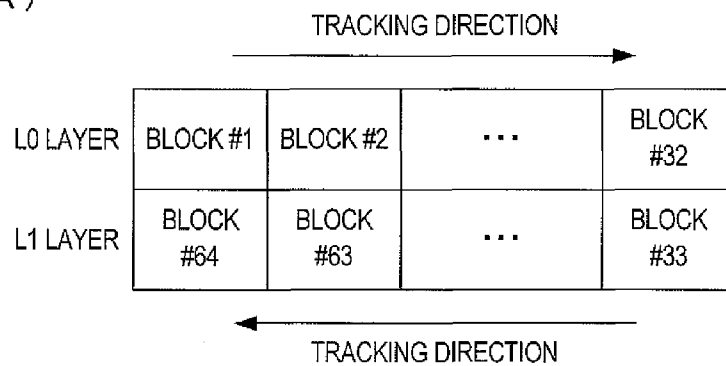 A )
TRACKING DIRECTION
L0 LAYER BLOCK #1 BLOCK #2 ... BLOCK #32
L1 LAYER BLOCK #64 BLOCK #63 ... BLOCK #33
TRACKING DIRECTION